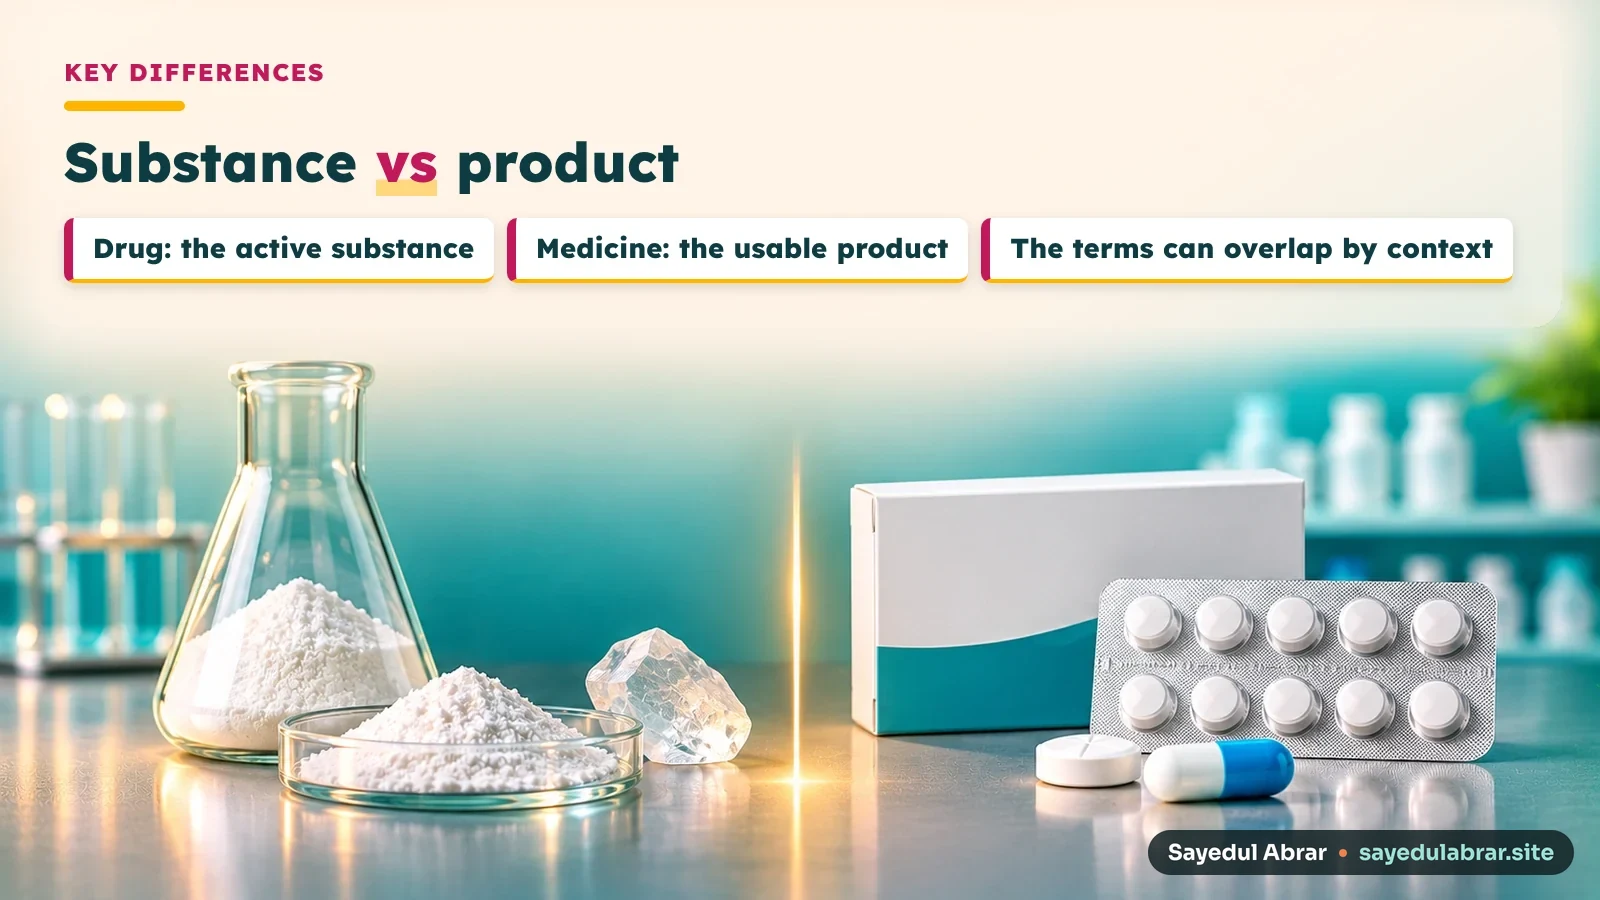 KEY DIFFERENCES
Substance vs product
Drug: the active substance
Medicine: the usable product
The terms can overlap by context
Sayedul Abrar • sayedulabrar.site